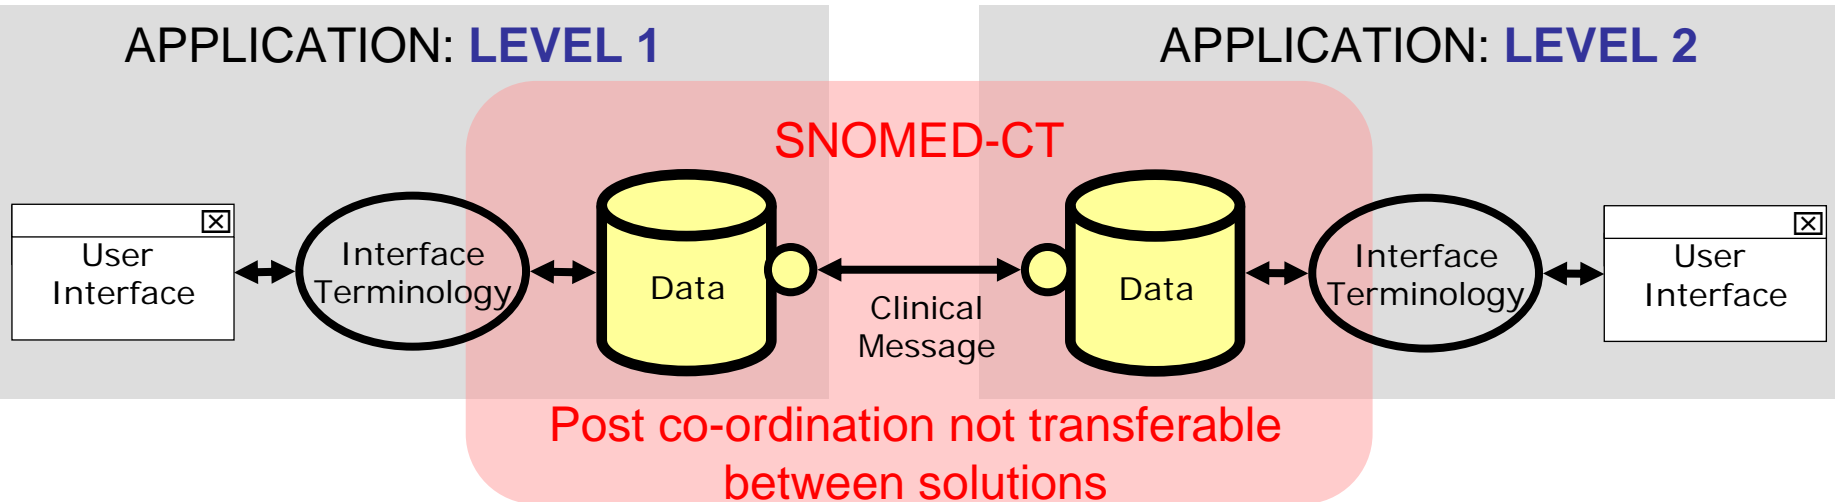 APPLICATION: LEVEL 1
APPLICATION: LEVEL 2
SNOMED-CT
User
Interface
Interface
Terminology
Data
Clinical
Message
Data
Interface
Terminology
User
Interface
Post co-ordination not transferable
between solutions